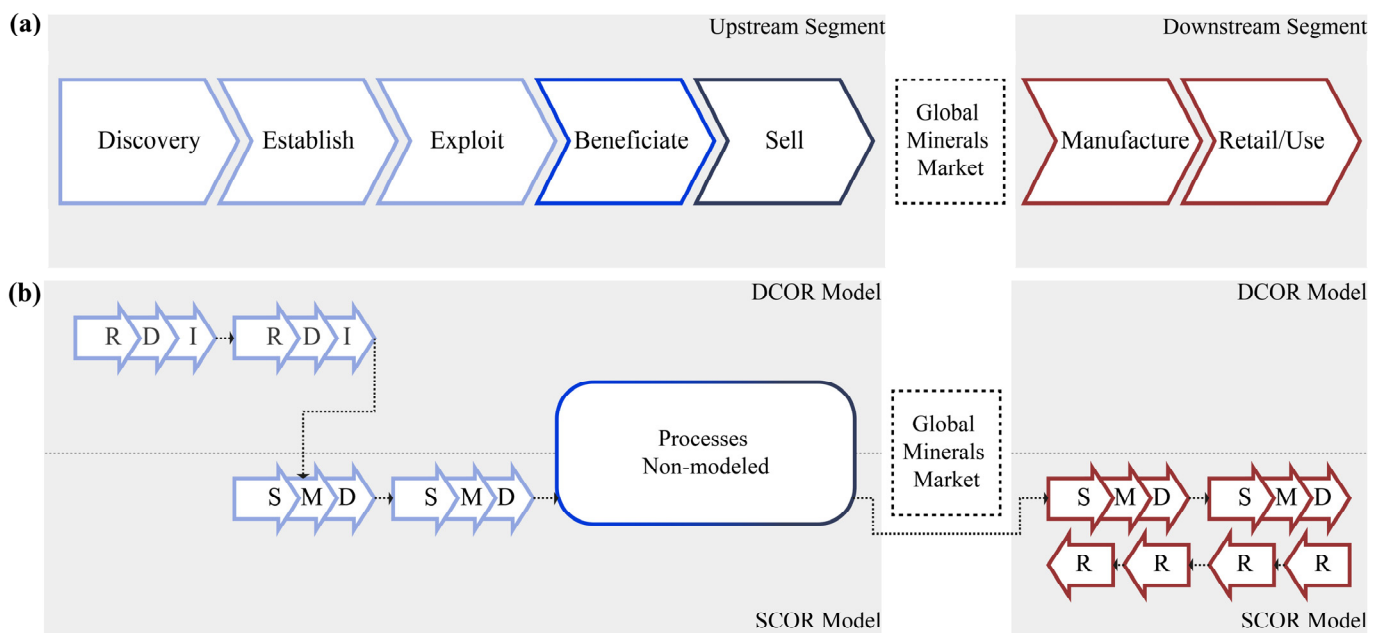 (a)
Upstream Segment
Downstream Segment
Discovery
Establish
Exploit
Beneficiate
Sell
Global
Minerals
Market
Manufacture
Retail/Use
(b)
DCOR Model
DCOR Model
R D I
R D I
Processes
Non-modeled
Global
Minerals
Market
S M D
S M D
S M D
S M D
R R R R
SCOR Model
SCOR Model